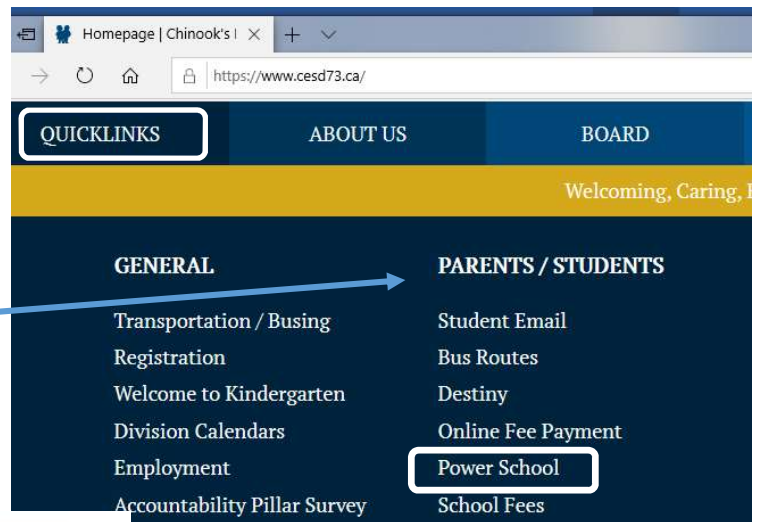 Homepage | Chinook's
https://www.cesd73.ca/
QUICKLINKS ABOUT US BOARD
Welcoming, Caring,
GENERAL
Transportation / Busing
Registration
Welcome to Kindergarten
Division Calendars
Employment
Accountability Pillar Survey
PARENTS / STUDENTS
Student Email
Bus Routes
Destiny
Online Fee Payment
Power School
School Fees